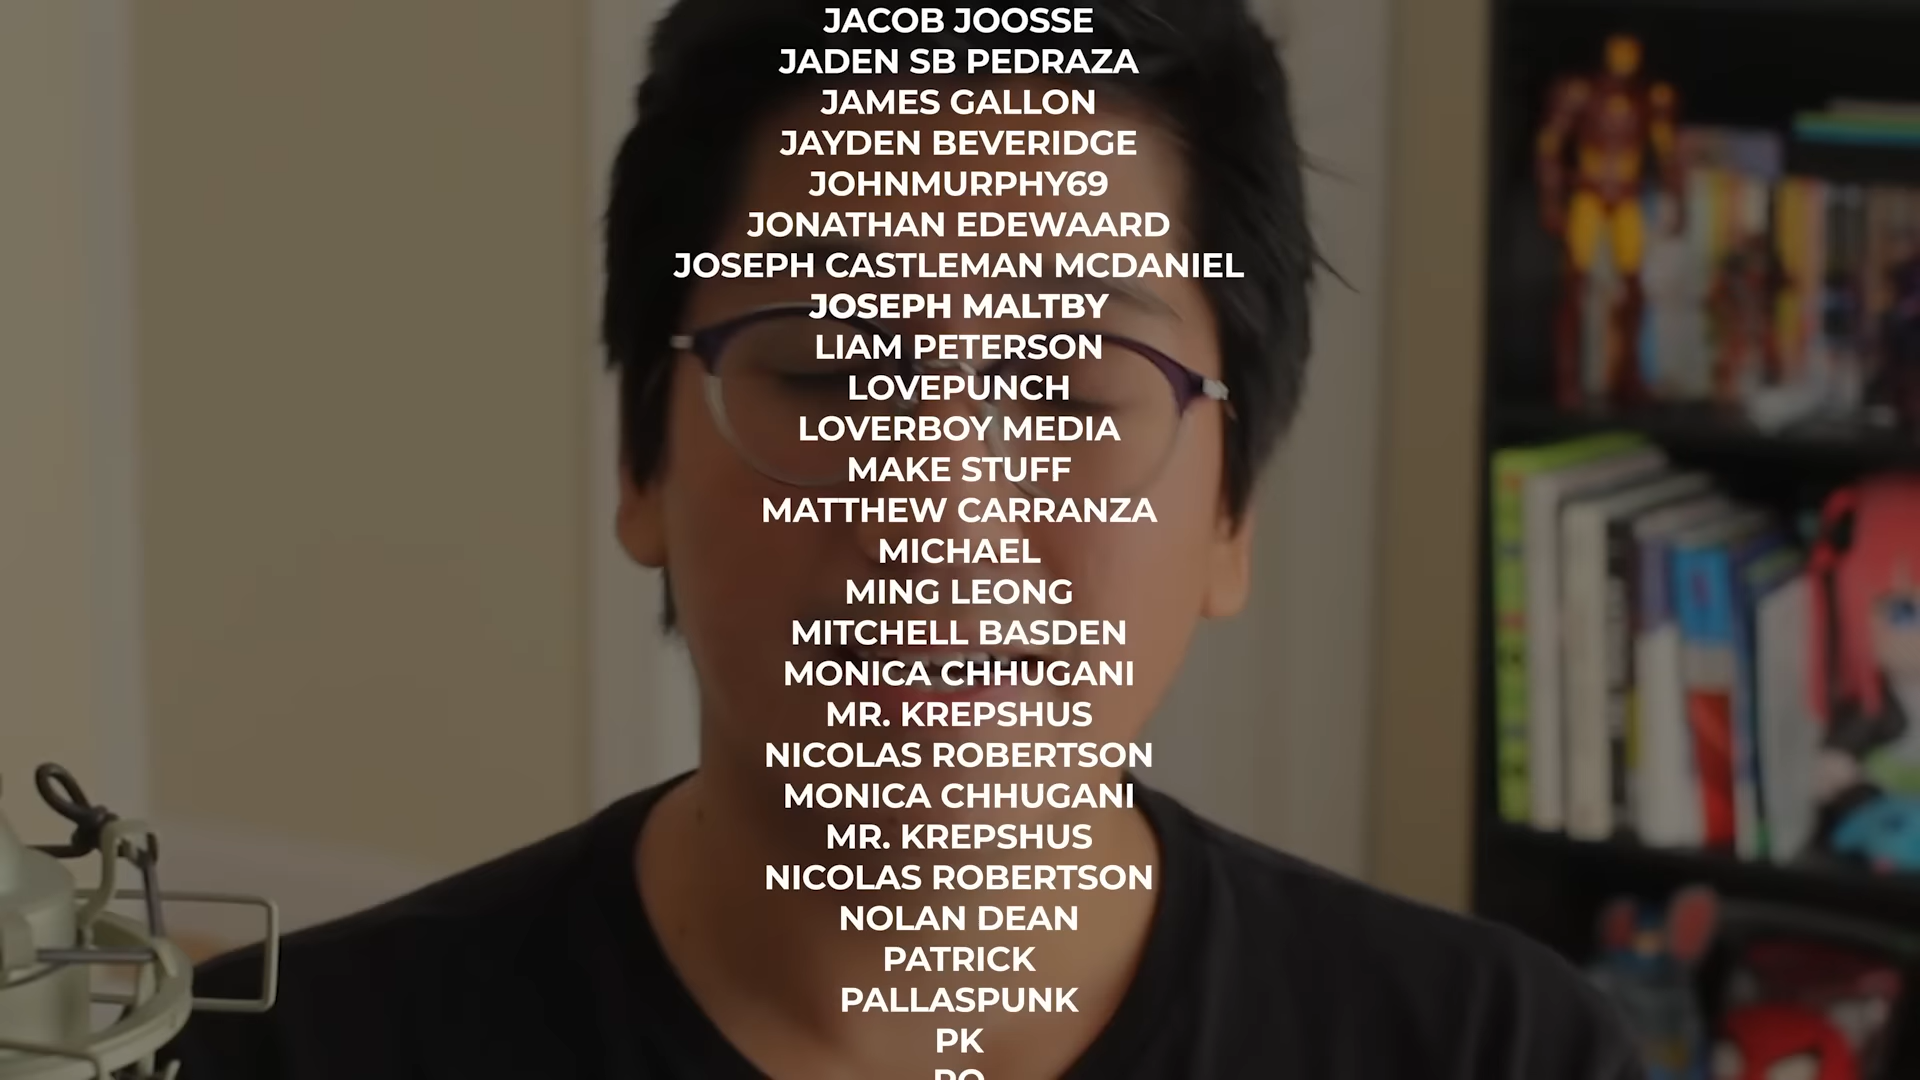 JACOB JOOSSE
JADEN SB PEDRAZA
JAMES GALLON
JAYDEN BEVERIDGE
JOHNMURPHY69
JONATHAN EDEWAARD
JOSEPH CASTLEMAN MCDANIEL
JOSEPH MALTBY
LIAM PETERSON
LOVEPUNCH
LOVERBOY MEDIA
MAKE STUFF
MATTHEW CARRANZA
MICHAEL
MING LEONG
MITCHELL BASDEN
MONICA CHHUGANI
MR. KREPSHUS
NICOLAS ROBERTSON
MONICA CHHUGANI
MR. KREPSHUS
NICOLAS ROBERTSON
NOLAN DEAN
PATRICK
PALLASPUNK
PK